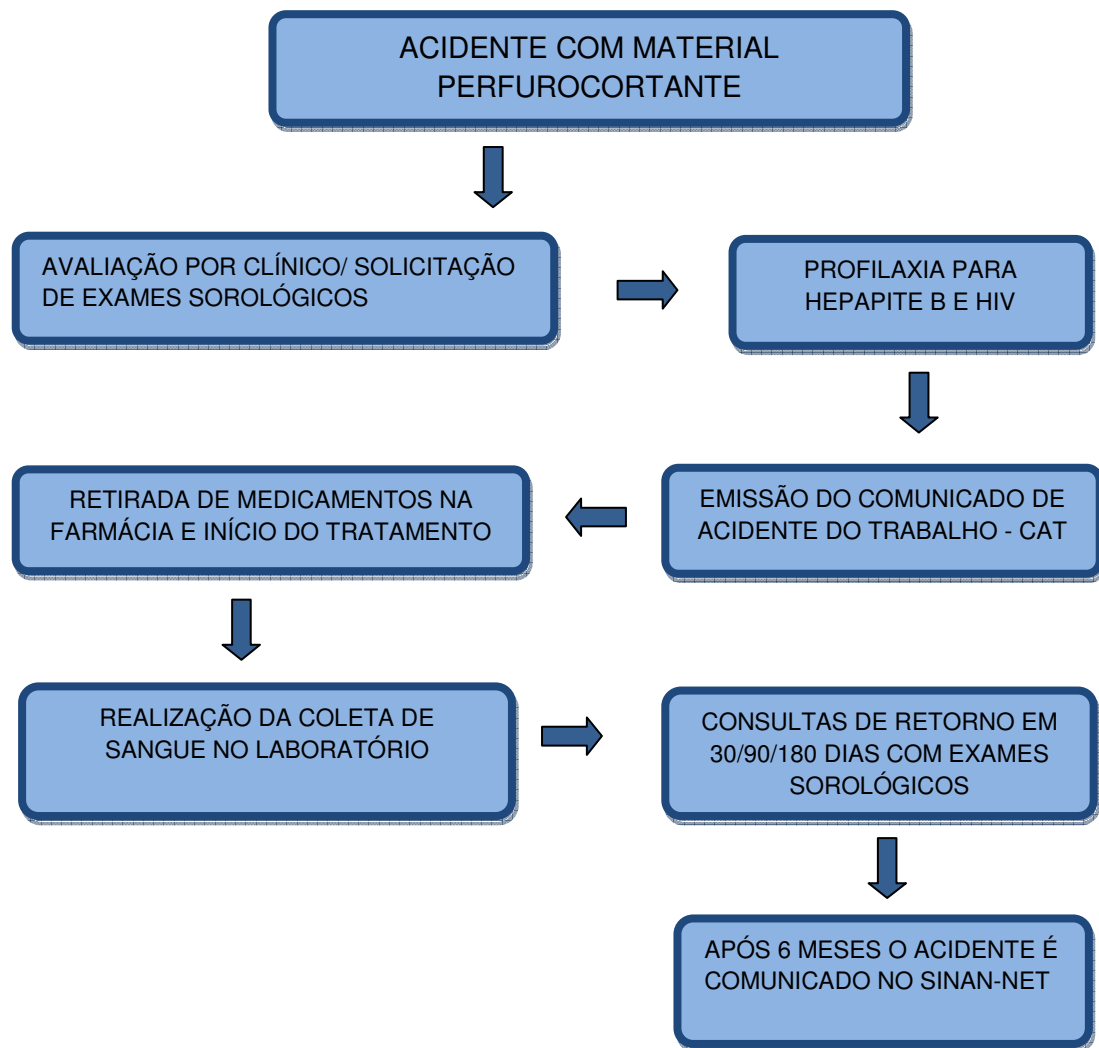 ACIDENTE COM MATERIAL
PERFUROCORTANTE
AVALIAÇÃO POR CLÍNICO/ SOLICITAÇÃO
DE EXAMES SOROLÓGICOS
PROFILAXIA PARA
HEPAPITE B E HIV
EMISSÃO DO COMUNICADO DE
ACIDENTE DO TRABALHO - CAT
RETIRADA DE MEDICAMENTOS NA
FARMÁCIA E INÍCIO DO TRATAMENTO
REALIZAÇÃO DA COLETA DE
SANGUE NO LABORATÓRIO
CONSULTAS DE RETORNO EM
30/90/180 DIAS COM EXAMES
SOROLÓGICOS
APÓS 6 MESES O ACIDENTE É
COMUNICADO NO SINAN-NET